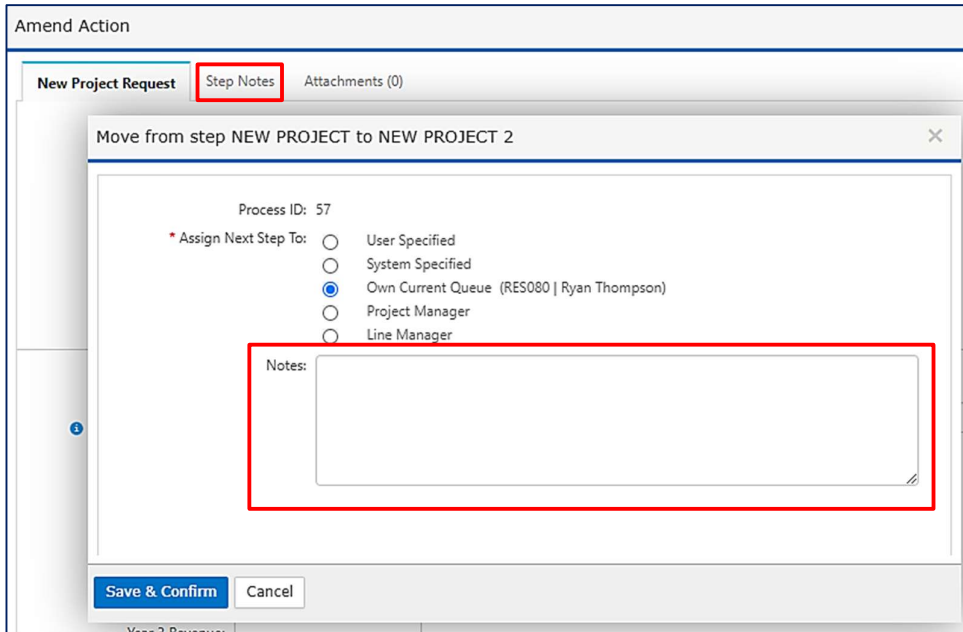 Amend Action
New Project Request Step Notes Attachments (0)
Move from step NEW PROJECT to NEW PROJECT 2
Process ID: 57
* Assign Next Step To: User Specified
System Specified
Own Current Queue (RES080 | Ryan Thompson)
Project Manager
Line Manager
Notes:
Save & Confirm Cancel
Revenue: